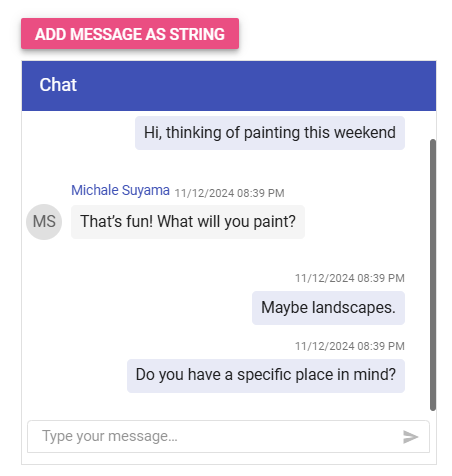 ADD MESSAGE AS STRING
Chat
Hi, thinking of painting this weekend
Michale Suyama 11/12/2024 08:39 PM
MS
That’s fun! What will you paint?
11/12/2024 08:39 PM
Maybe landscapes.
11/12/2024 08:39 PM
Do you have a specific place in mind?
Type your message…